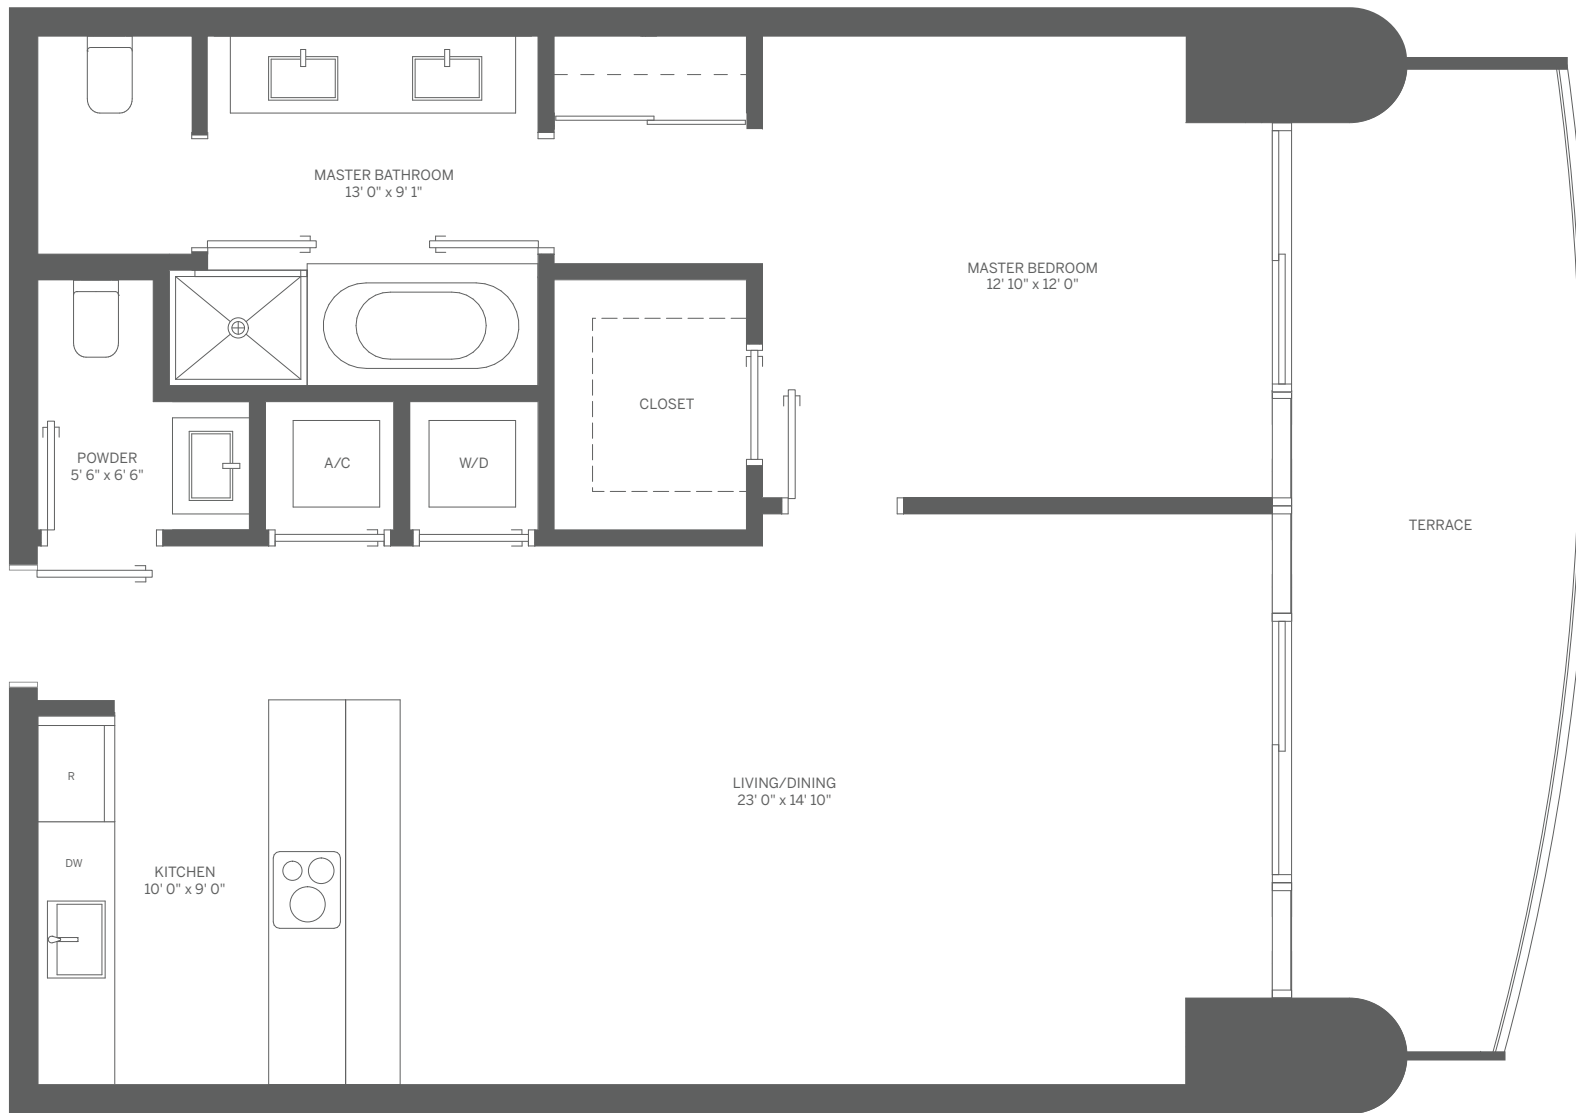 MASTER BATHROOM
13' 0" x 9' 1"
MASTER BEDROOM
12' 10" x 12' 0"
CLOSET
POWDER
5' 6" x 6' 6"
A/C
W/D
TERRACE
R
LIVING/DINING
23' 0" x 14' 10"
DW
KITCHEN
10' 0" x 9' 0"